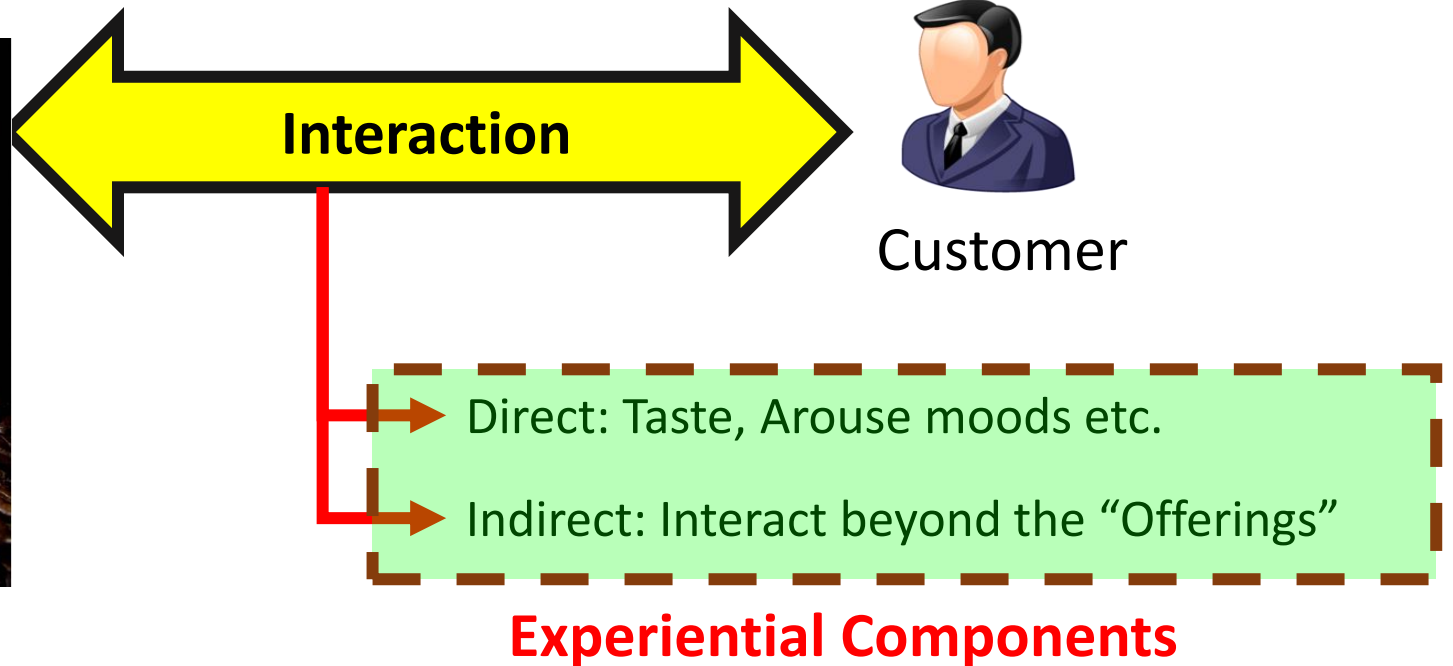 Interaction
Customer
Direct: Taste, Arouse moods etc.
Indirect: Interact beyond the “Offerings”
Experiential Components